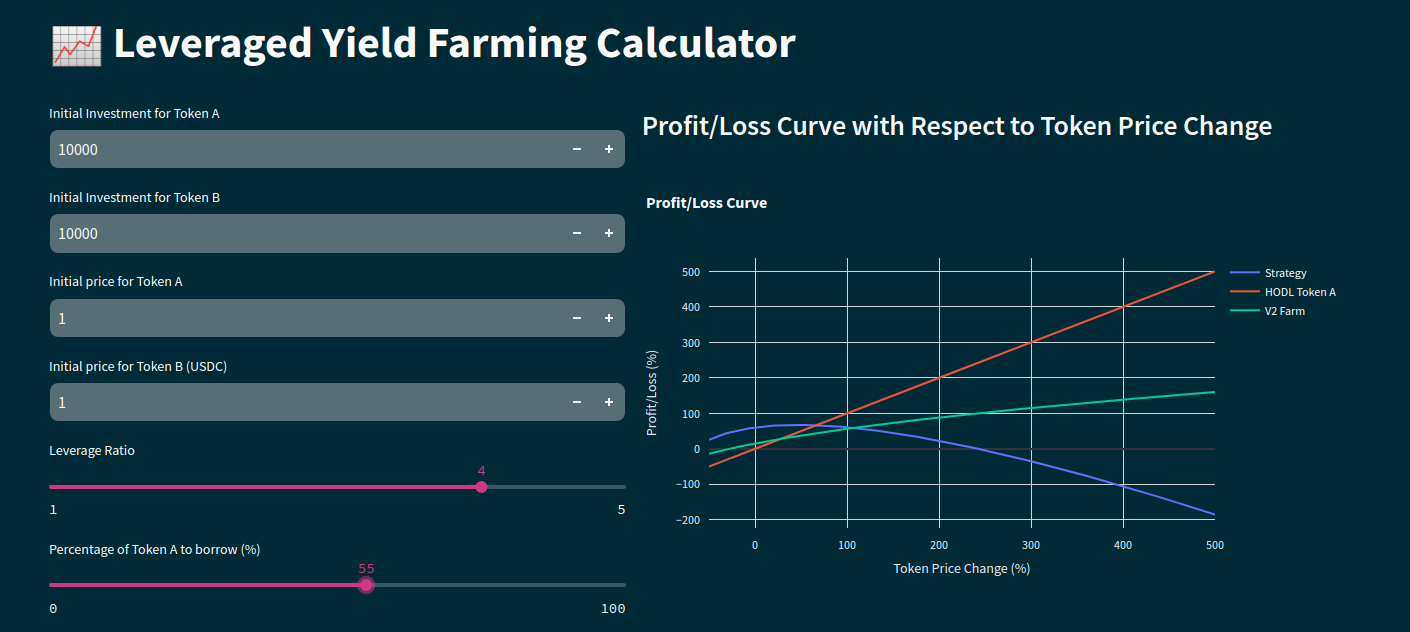 📈 Leveraged Yield Farming Calculator
Initial Investment for Token A
10000
Initial Investment for Token B
10000
Initial price for Token A
1
Initial price for Token B (USDC)
1
Leverage Ratio
4
1 5
Percentage of Token A to borrow (%)
55
0 100
Profit/Loss Curve with Respect to Token Price Change
Profit/Loss Curve
Profit/Loss (%)
500
400
300
200
100
0
−100
−200
0 100 200 300 400 500
Token Price Change (%)
Strategy
HODL Token A
V2 Farm